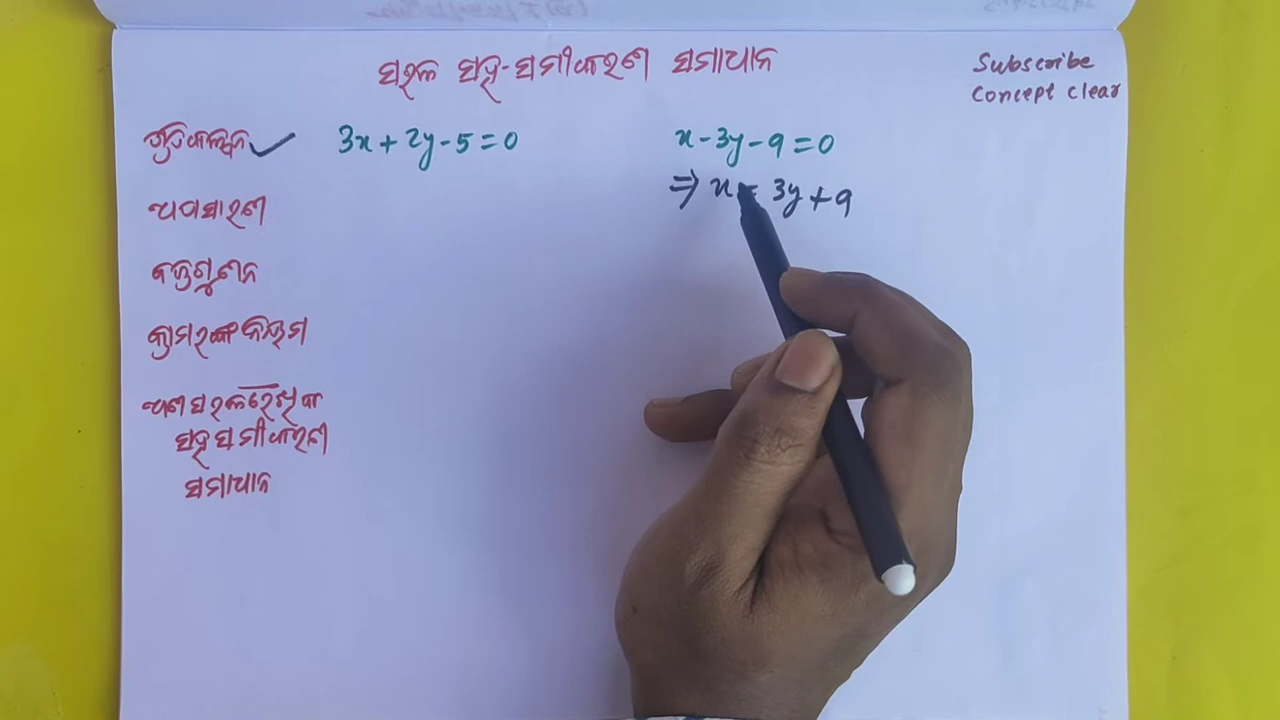 ସରଳ ସହ-ସମୀକରଣ ସମାଧାନ
Subscribe
Concept Clear
ପ୍ରତିକଳ୍ପନ ✓
3x + 2y - 5 = 0
x - 3y - 9 = 0
⇒ x = 3y + 9
ଅପସାରଣ
ବଜ୍ରଗୁଣନ
କ୍ରାମରଙ୍କ ନିୟମ
ଅଣସରଳରୈଖିକ
ସହସମୀକରଣ
ସମାଧାନ